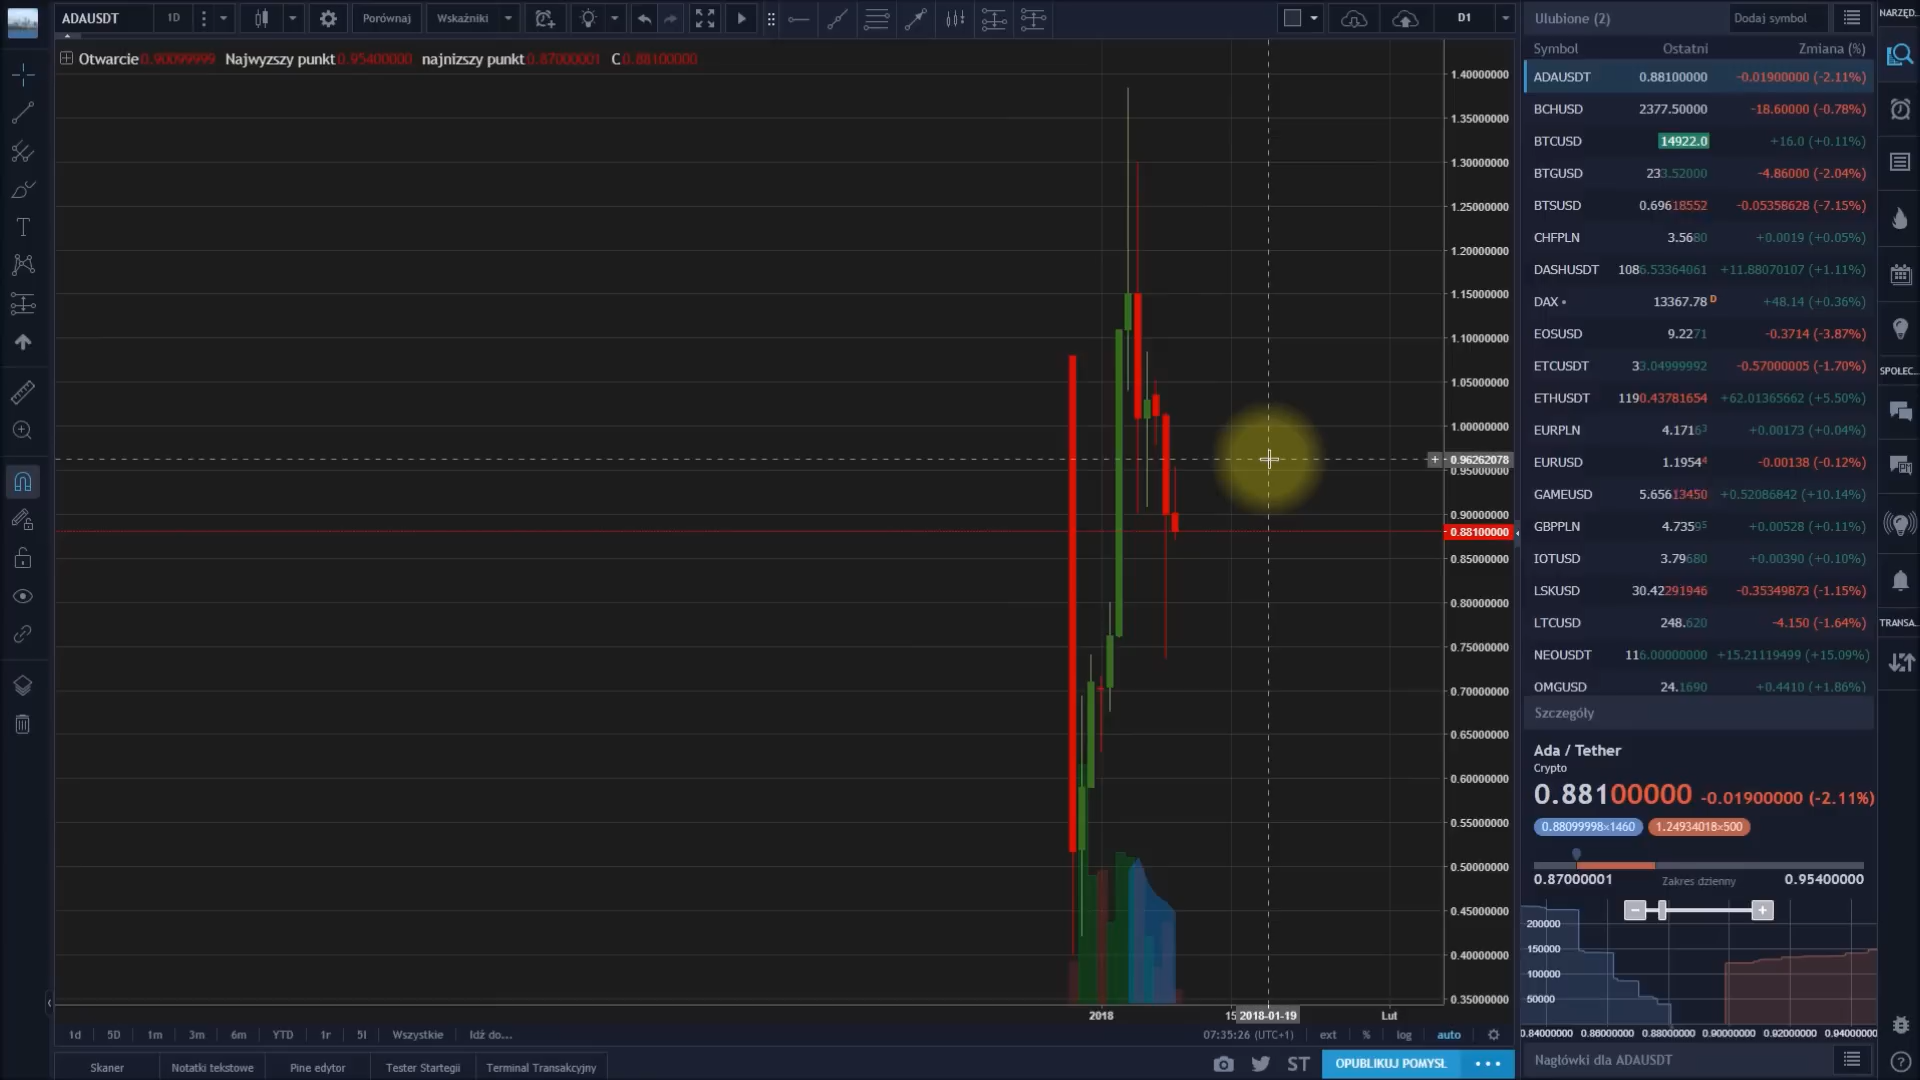 ADAUSDT 1D Porównaj Wskaźniki D1
Otwarcie 0.90099999 Najwyzszy punkt 0.95400000 najnizszy punkt 0.87000001 C 0.88100000
1.40000000
1.35000000
1.30000000
1.25000000
1.20000000
1.15000000
1.10000000
1.05000000
1.00000000
0.96262078
0.95000000
0.90000000
0.88100000
0.85000000
0.80000000
0.75000000
0.70000000
0.65000000
0.60000000
0.55000000
0.50000000
0.45000000
0.40000000
0.35000000
2018 15 2018-01-19 Lut
1d 5D 1m 3m 6m YTD 1r 5l Wszystkie Idź do... 07:35:26 (UTC+1) ext % log auto
Skaner Notatki tekstowe Pine edytor Tester Startegii Terminal Transakcyjny ST OPUBLIKUJ POMYSŁ
Ulubione (2) Dodaj symbol
Symbol Ostatni Zmiana (%)
ADAUSDT 0.88100000 -0.01900000 (-2.11%)
BCHUSD 2377.50000 -18.60000 (-0.78%)
BTCUSD 14922.0 +16.0 (+0.11%)
BTGUSD 233.52000 -4.86000 (-2.04%)
BTSUSD 0.69618552 -0.05358628 (-7.15%)
CHFPLN 3.5680 +0.0019 (+0.05%)
DASHUSDT 1086.53364061 +11.88070107 (+1.11%)
DAX 13367.78 D +48.14 (+0.36%)
EOSUSD 9.2271 -0.3714 (-3.87%)
ETCUSDT 33.04999992 -0.57000005 (-1.70%)
ETHUSDT 1190.43781654 +62.01365662 (+5.50%)
EURPLN 4.17163 +0.00173 (+0.04%)
EURUSD 1.19544 -0.00138 (-0.12%)
GAMEUSD 5.65613450 +0.52086842 (+10.14%)
GBPPLN 4.73595 +0.00528 (+0.11%)
IOTUSD 3.79680 +0.00390 (+0.10%)
LSKUSD 30.42291946 -0.35349873 (-1.15%)
LTCUSD 248.620 -4.150 (-1.64%)
NEOUSDT 116.00000000 +15.21119499 (+15.09%)
OMGUSD 24.1690 +0.4410 (+1.86%)
Szczegóły
Ada / Tether
Crypto
0.88100000 -0.01900000 (-2.11%)
0.88099998×1460 1.24934018×500
0.87000001 Zakres dzienny 0.95400000
200000
150000
100000
50000
0.84000000 0.86000000 0.88000000 0.90000000 0.92000000 0.94000000
Nagłówki dla ADAUSDT
NARZĘD...
SPOŁEC...
TRANSA...